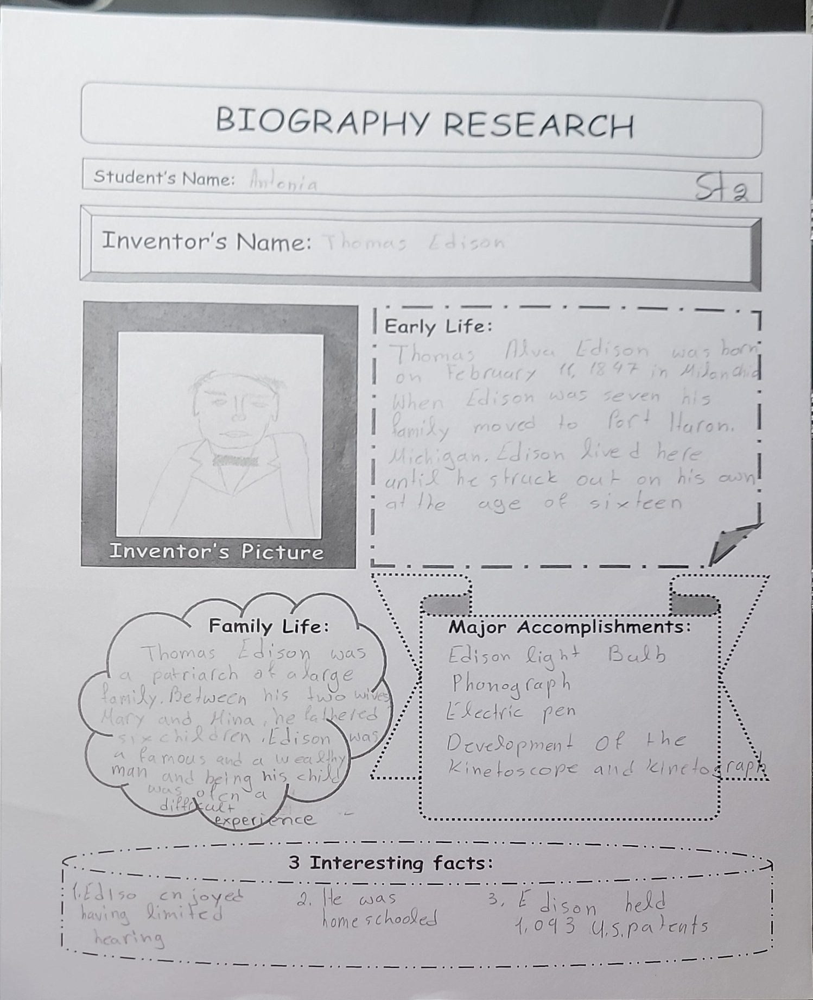 BIOGRAPHY RESEARCH
Student's Name: Antonia
St 2
Inventor's Name: Thomas Edison
Inventor's Picture
Early Life:
Thomas Alva Edison was born
on February 11, 1847 in Milan
When Edison was seven his
family moved to Port Haron.
Michigan. Edison lived here
until he struck out on his own
at the age of sixteen
Family Life:
Thomas Edison was
a patriarch of a large
family. Between his two wives,
Mary and Mina, he fathered
six children. Edison was
a famous and a wealthy
man and being his child
was often a
difficult
experience
Major Accomplishments:
Edison light Bulb
Phonograph
Electric pen
Development of the
Kinetoscope and kinetograph
3 Interesting facts:
1. Ediso enjoyed
having limited
hearing
2. He was
homeschooled
3. Edison held
1,093 U.S. patents